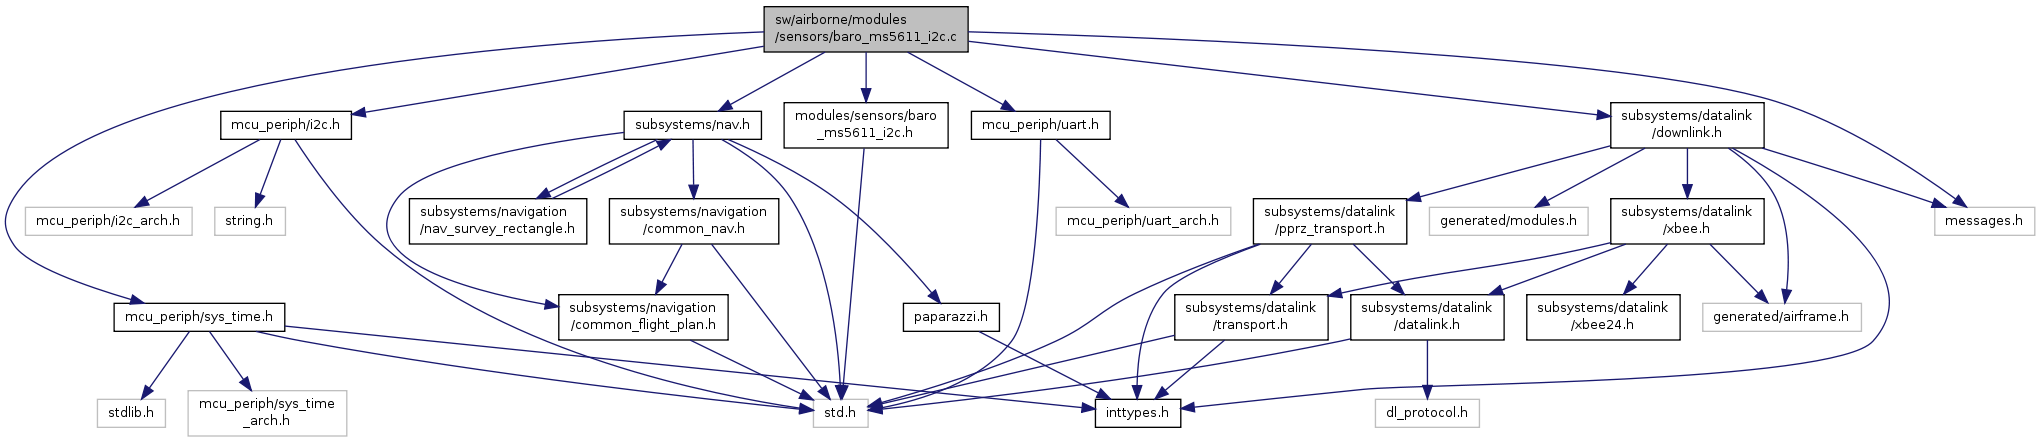 sw/airborne/modules
/sensors/baro_ms5611_i2c.c
mcu_periph/i2c.h
subsystems/nav.h
modules/sensors/baro
_ms5611_i2c.h
mcu_periph/uart.h
subsystems/datalink
/downlink.h
mcu_periph/i2c_arch.h
string.h
subsystems/navigation
/nav_survey_rectangle.h
subsystems/navigation
/common_nav.h
mcu_periph/uart_arch.h
subsystems/datalink
/pprz_transport.h
generated/modules.h
subsystems/datalink
/xbee.h
messages.h
mcu_periph/sys_time.h
subsystems/navigation
/common_flight_plan.h
paparazzi.h
subsystems/datalink
/transport.h
subsystems/datalink
/datalink.h
subsystems/datalink
/xbee24.h
generated/airframe.h
stdlib.h
mcu_periph/sys_time
_arch.h
std.h
inttypes.h
dl_protocol.h